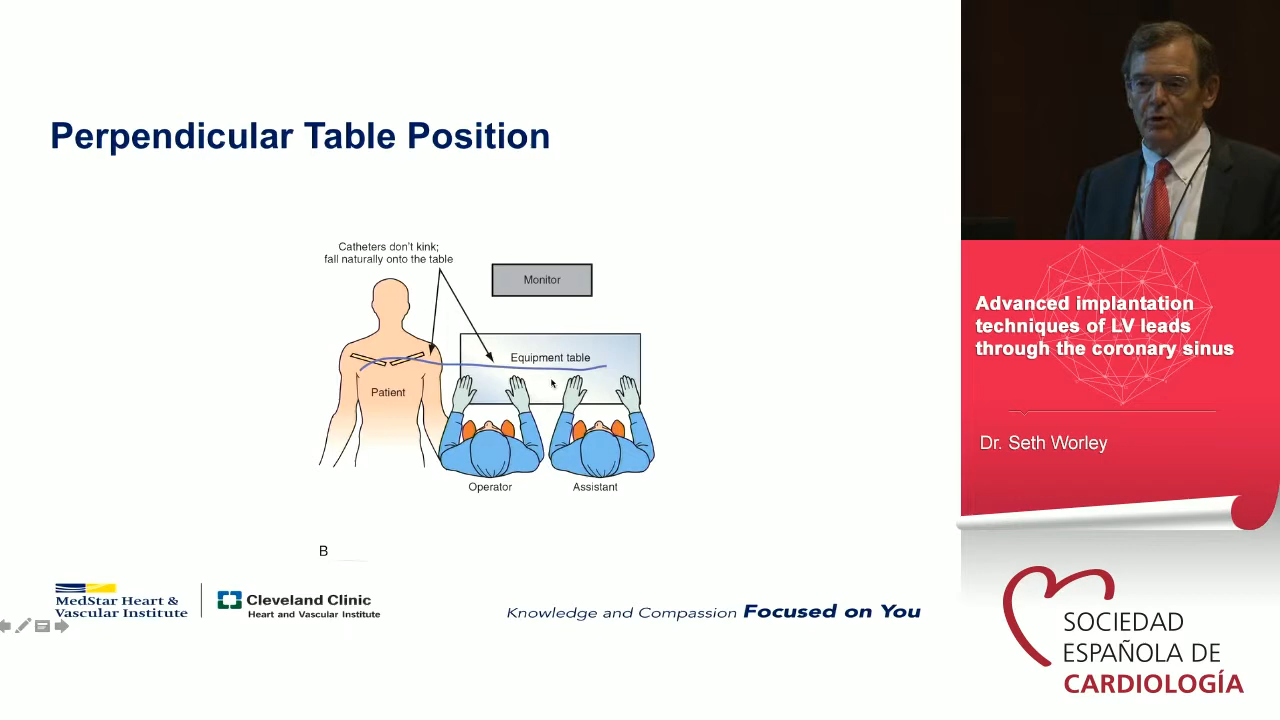 Perpendicular Table Position
Catheters don't kink;
fall naturally onto the table
Monitor
Equipment table
Patient
Operator
Assistant
B
MedStar Heart &
Vascular Institute
Cleveland Clinic
Heart and Vascular Institute
Knowledge and Compassion Focused on You
Advanced implantation
techniques of LV leads
through the coronary sinus
Dr. Seth Worley
SOCIEDAD
ESPAÑOLA DE
CARDIOLOGÍA